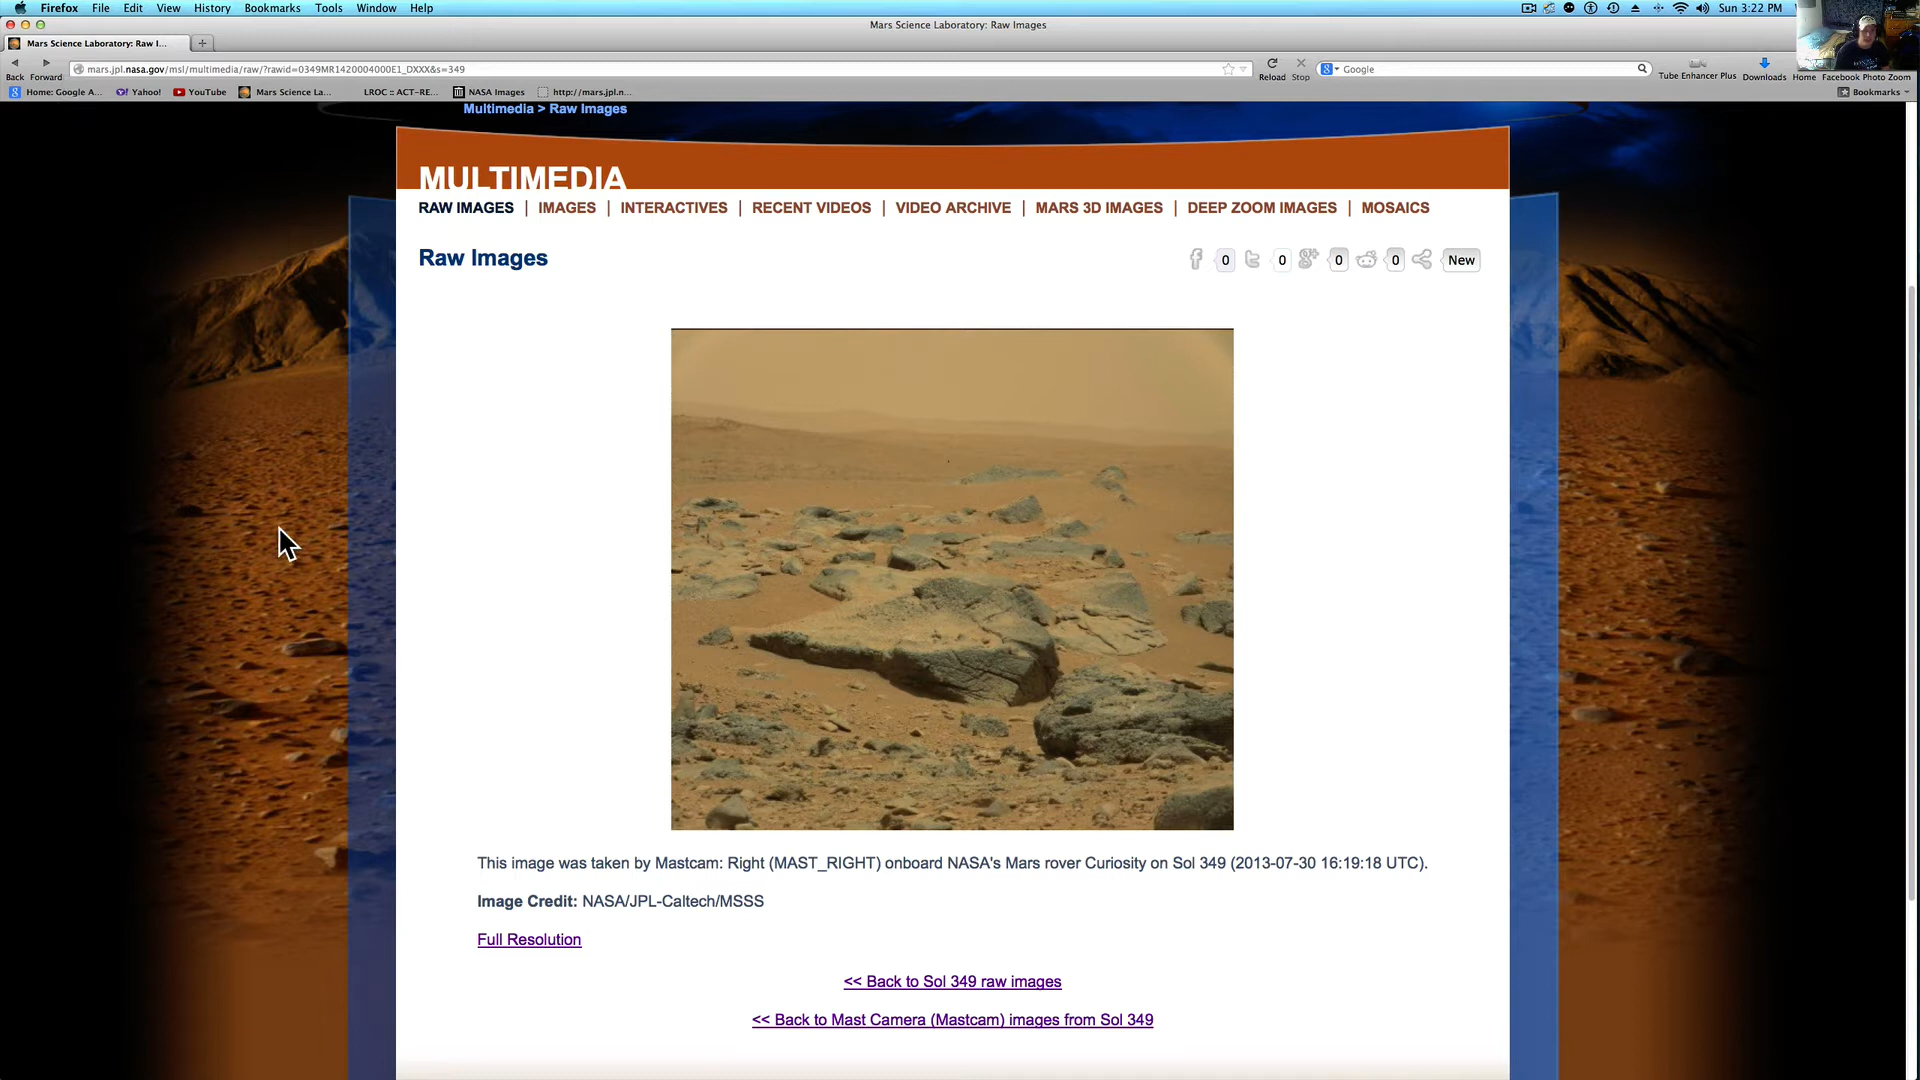 Firefox File Edit View History Bookmarks Tools Window Help Sun 3:22 PM
Mars Science Laboratory: Raw Images
Mars Science Laboratory: Raw I...
mars.jpl.nasa.gov/msl/multimedia/raw/?rawid=0349MR1420004000E1_DXXX&s=349
Google
Back Forward Reload Stop Tube Enhancer Plus Downloads Home Facebook Photo Zoom
Home: Google A... Yahoo! YouTube Mars Science La... LROC :: ACT-RE... NASA Images http://mars.jpl.n... Bookmarks
Multimedia > Raw Images
MULTIMEDIA
RAW IMAGES | IMAGES | INTERACTIVES | RECENT VIDEOS | VIDEO ARCHIVE | MARS 3D IMAGES | DEEP ZOOM IMAGES | MOSAICS
Raw Images 0 0 0 0 New
This image was taken by Mastcam: Right (MAST_RIGHT) onboard NASA's Mars rover Curiosity on Sol 349 (2013-07-30 16:19:18 UTC).
Image Credit: NASA/JPL-Caltech/MSSS
Full Resolution
<< Back to Sol 349 raw images
<< Back to Mast Camera (Mastcam) images from Sol 349